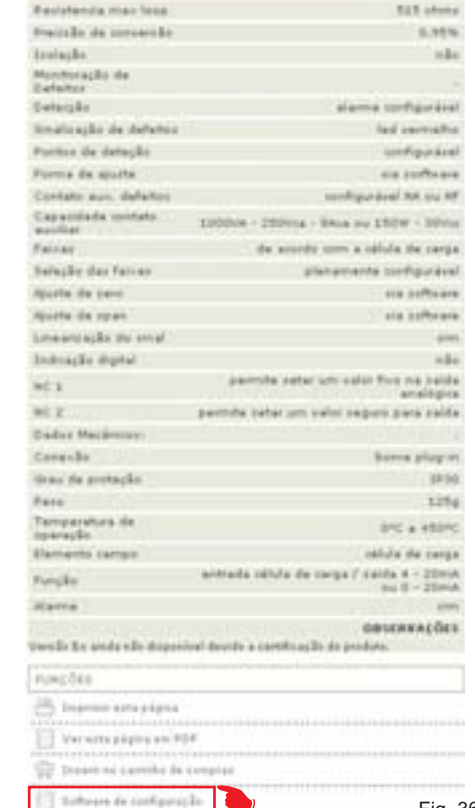 Resistencia max loop 515 ohms
Precisão de conversão 0,95%
Isolação não
Monitoração de
Defeitos -
Detecção alarme configurável
Sinalização de defeitos led vermelho
Pontos de deteção configurável
Forma de ajuste via software
Contato aux. defeitos configurável NA ou NF
Capacidade contato
auxiliar
Faixas de acordo com a célula de carga
Seleção das faixas plenamente configurável
Ajuste de zero via software
Ajuste de span via software
Linearização do sinal sim
Indicação digital não
NC 1 permite setar um valor fixo na saída
analógica
NC 2 permite setar um valor seguro para saída
Dados Mecânicos: -
Conexão borne plug-in
Grau de proteção IP30
Peso 125g
Temperatura de
operação 0ºC a +50ºC
Elemento campo célula de carga
Função entrada célula de carga / saída 4 - 20mA
ou 0 - 20mA
Alarme sim
OBSERVAÇÕES
Versão Ex ainda não disponível devido a certificação do produto.
FUNÇÕES
Imprimir esta página
Ver esta página em PDF
Inserir no carrinho de compras
Software de configuração
Fig.